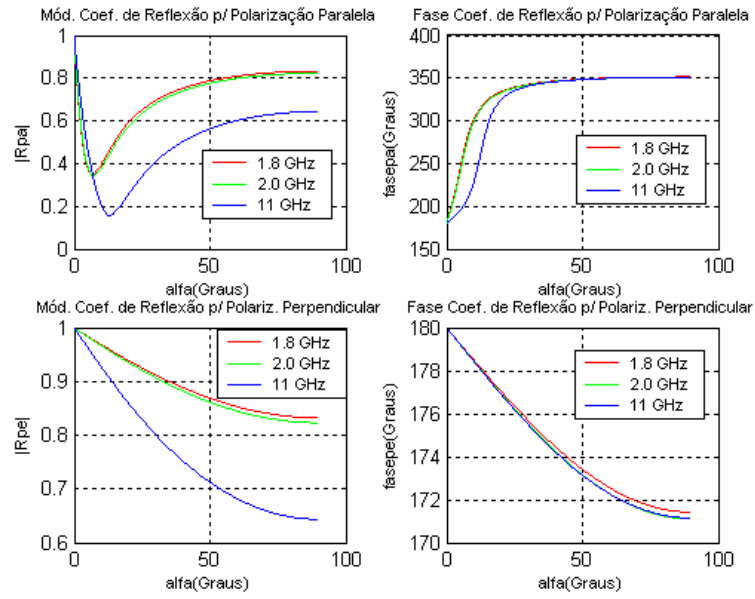 Mód. Coef. de Reflexão p/ Polarização Paralela
1
0.8
0.6
0.4
0.2
0
|Rpa|
1.8 GHz
2.0 GHz
11 GHz
0
50
100
alfa(Graus)
Fase Coef. de Reflexão p/ Polarização Paralela
400
350
300
250
200
150
fasepa(Graus)
1.8 GHz
2.0 GHz
11 GHz
0
50
100
alfa(Graus)
Mód. Coef. de Reflexão p/ Polariz. Perpendicular
1
0.9
0.8
0.7
0.6
|Rpe|
1.8 GHz
2.0 GHz
11 GHz
0
50
100
alfa(Graus)
Fase Coef. de Reflexão p/ Polariz. Perpendicular
180
178
176
174
172
170
fasepe(Graus)
1.8 GHz
2.0 GHz
11 GHz
0
50
100
alfa(Graus)